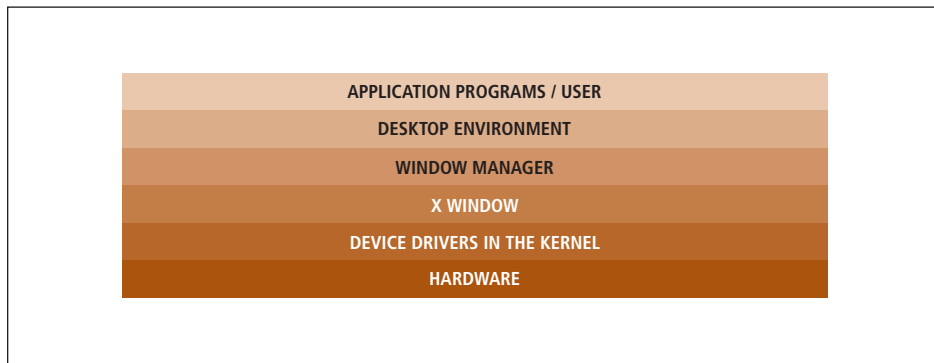 APPLICATION PROGRAMS / USER
DESKTOP ENVIRONMENT
WINDOW MANAGER
X WINDOW
DEVICE DRIVERS IN THE KERNEL
HARDWARE